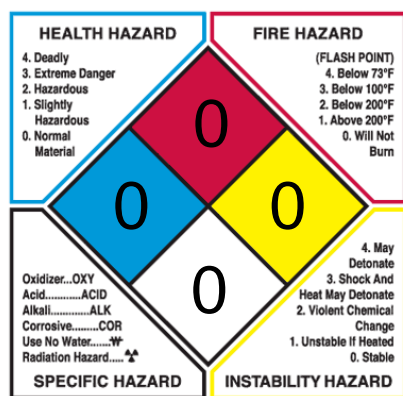 HEALTH HAZARD
4. Deadly
3. Extreme Danger
2. Hazardous
1. Slightly
Hazardous
0. Normal
Material
FIRE HAZARD
(FLASH POINT)
4. Below 73°F
3. Below 100°F
2. Below 200°F
1. Above 200°F
0. Will Not
Burn
0
0
0
0
Oxidizer...OXY
Acid............ACID
Alkali.............ALK
Corrosive.........COR
Use No Water.......W
Radiation Hazard.....☢
SPECIFIC HAZARD
4. May
Detonate
3. Shock And
Heat May Detonate
2. Violent Chemical
Change
1. Unstable If Heated
0. Stable
INSTABILITY HAZARD